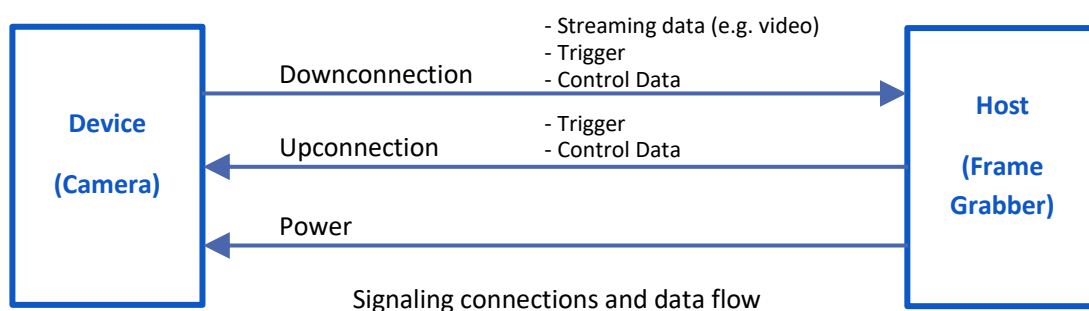 - Streaming data (e.g. video)
- Trigger
- Control Data
Downconnection
Device
(Camera)
Host
(Frame
Grabber)
- Trigger
- Control Data
Upconnection
Power
Signaling connections and data flow